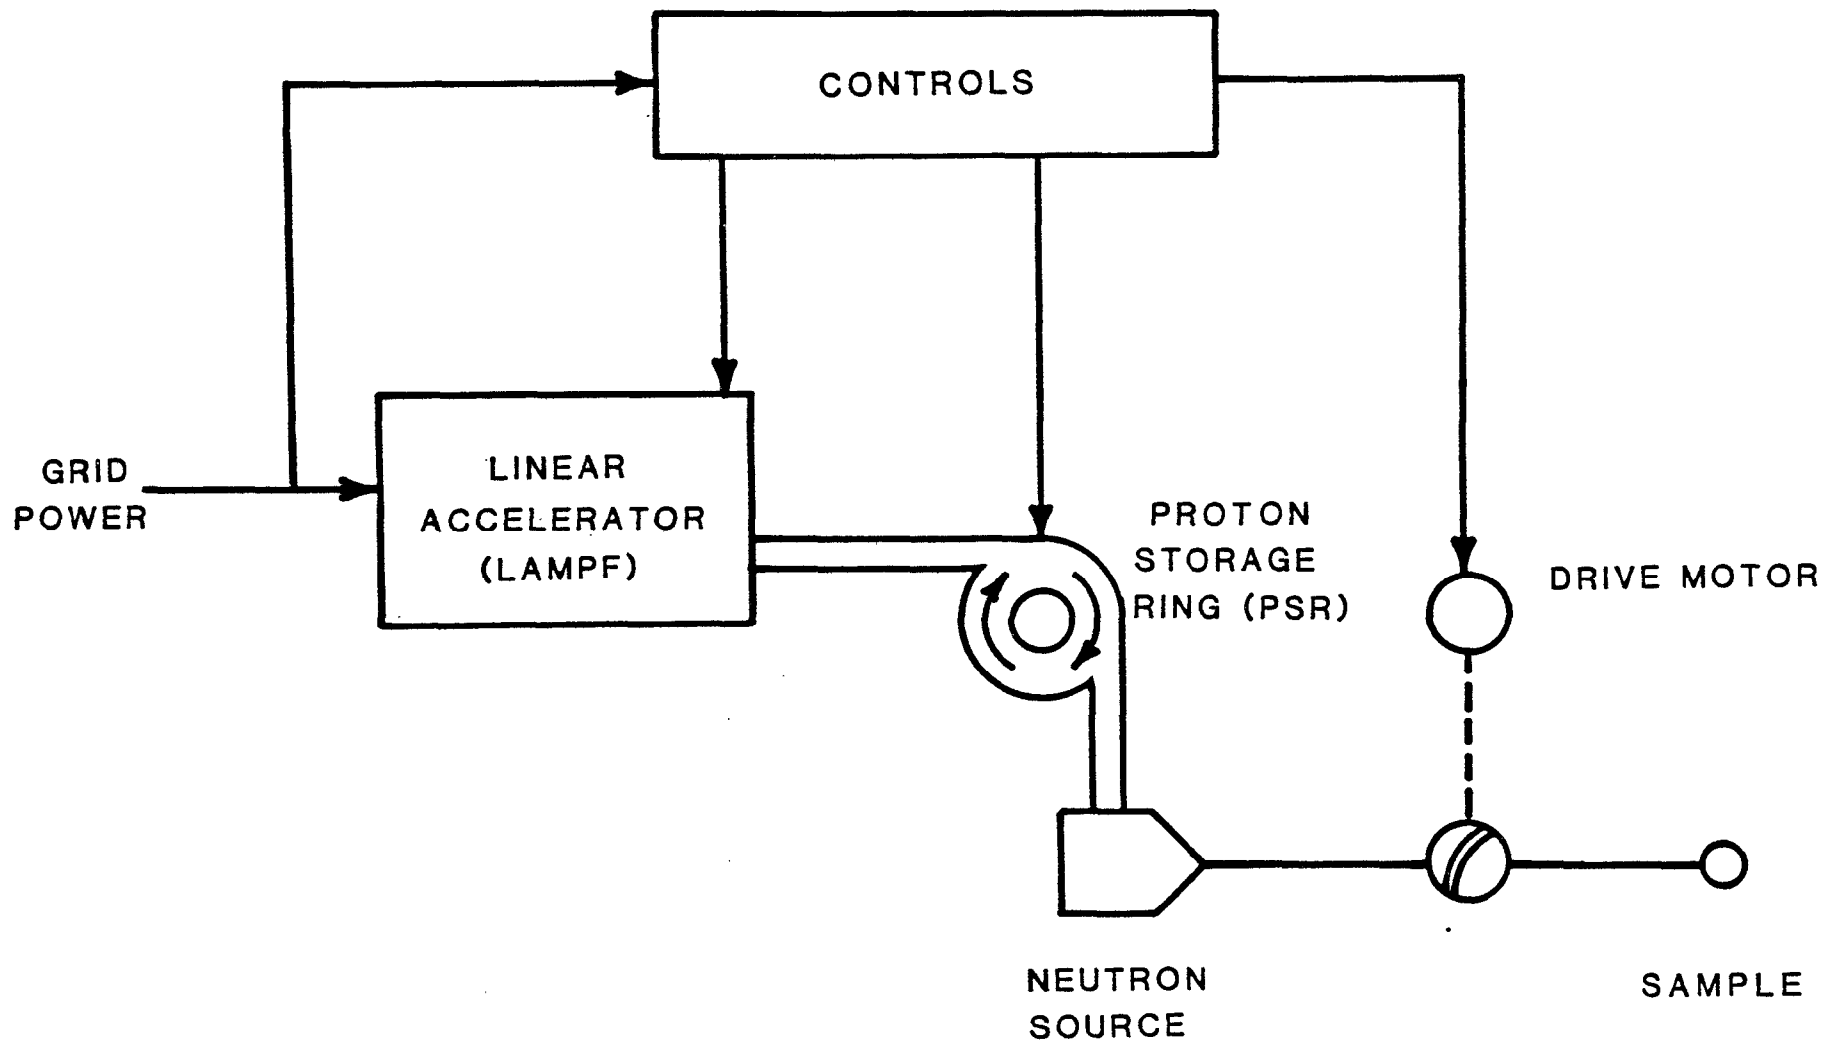 CONTROLS
GRID
POWER
LINEAR
ACCELERATOR
(LAMPF)
PROTON
STORAGE
RING (PSR)
DRIVE MOTOR
NEUTRON
SOURCE
SAMPLE